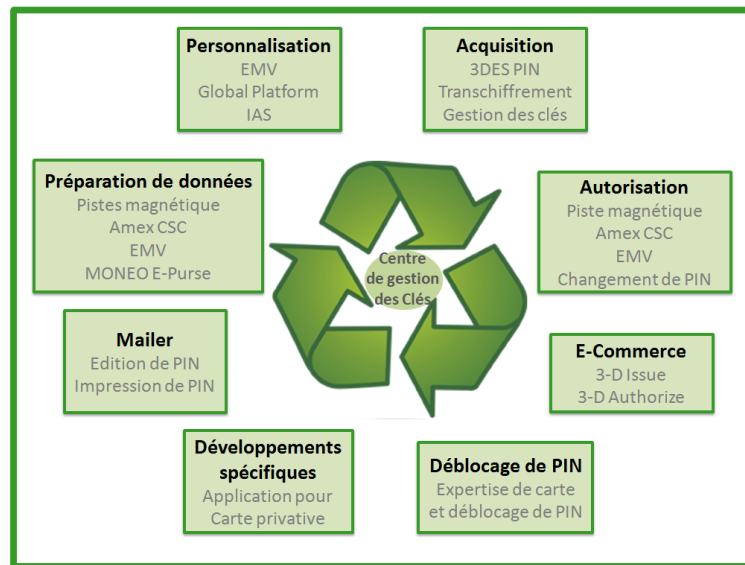 Personnalisation
EMV
Global Platform
IAS
Acquisition
3DES PIN
Transchiffrement
Gestion des clés
Préparation de données
Pistes magnétique
Amex CSC
EMV
MONEO E-Purse
Autorisation
Piste magnétique
Amex CSC
EMV
Changement de PIN
Centre
de gestion
des Clés
Mailer
Edition de PIN
Impression de PIN
E-Commerce
3-D Issue
3-D Authorize
Développements
spécifiques
Application pour
Carte privative
Déblocage de PIN
Expertise de carte
et déblocage de PIN